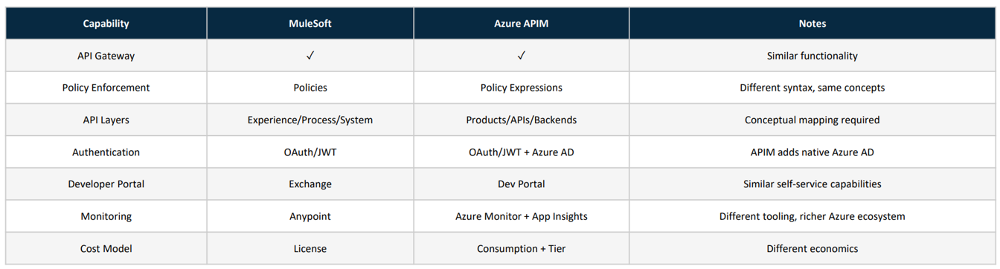 Capability MuleSoft Azure APIM Notes
API Gateway ✓ ✓ Similar functionality
Policy Enforcement Policies Policy Expressions Different syntax, same concepts
API Layers Experience/Process/System Products/APIs/Backends Conceptual mapping required
Authentication OAuth/JWT OAuth/JWT + Azure AD APIM adds native Azure AD
Developer Portal Exchange Dev Portal Similar self-service capabilities
Monitoring Anypoint Azure Monitor + App Insights Different tooling, richer Azure ecosystem
Cost Model License Consumption + Tier Different economics